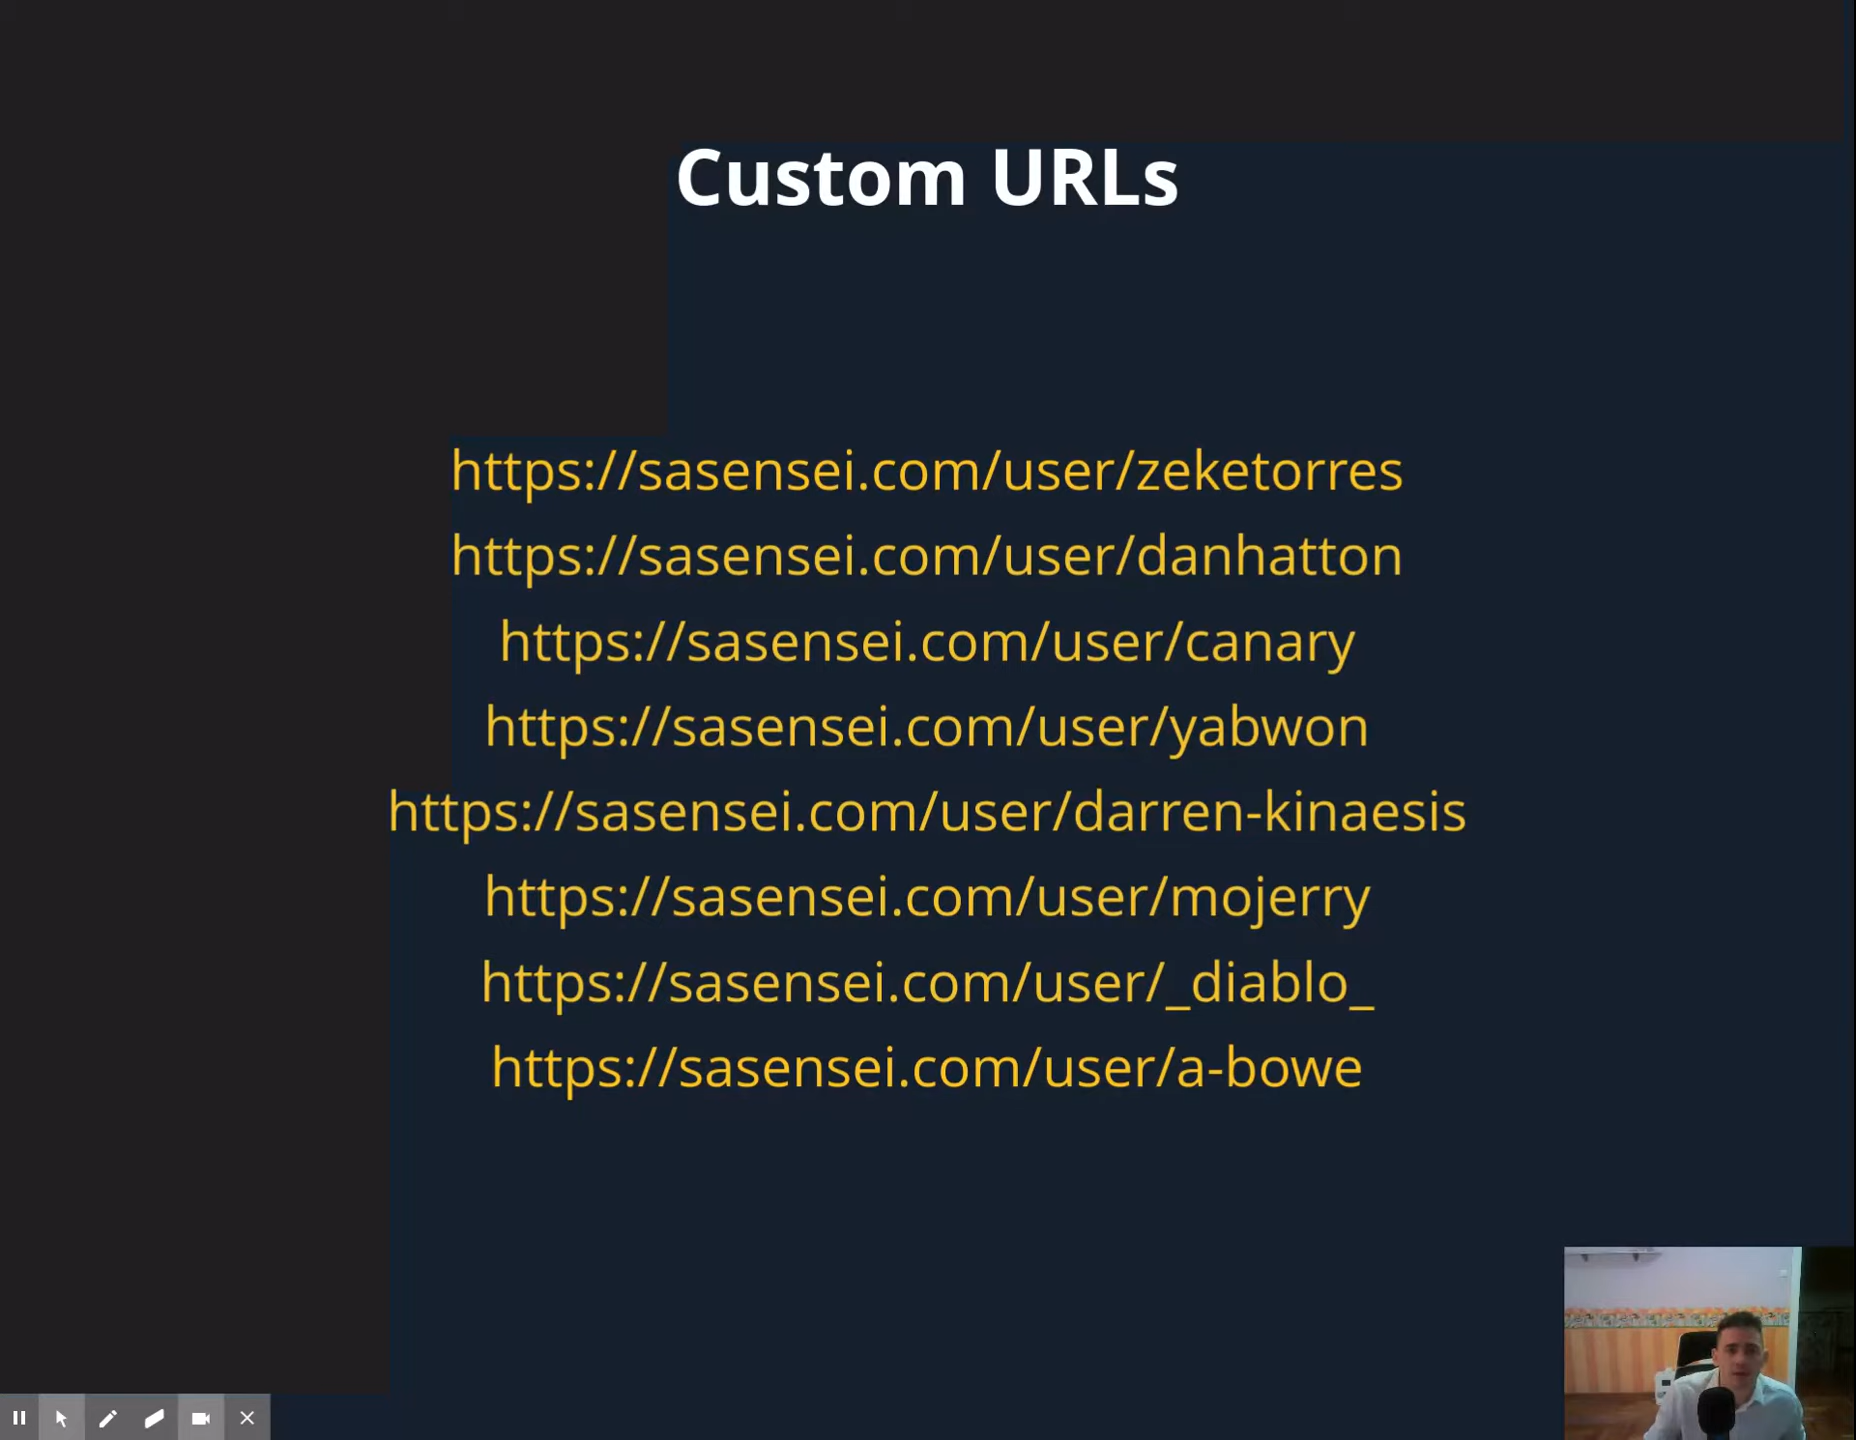 Custom URLs
https://sasensei.com/user/zeketorres
https://sasensei.com/user/danhatton
https://sasensei.com/user/canary
https://sasensei.com/user/yabwon
https://sasensei.com/user/darren-kinaesis
https://sasensei.com/user/mojerry
https://sasensei.com/user/_diablo_
https://sasensei.com/user/a-bowe